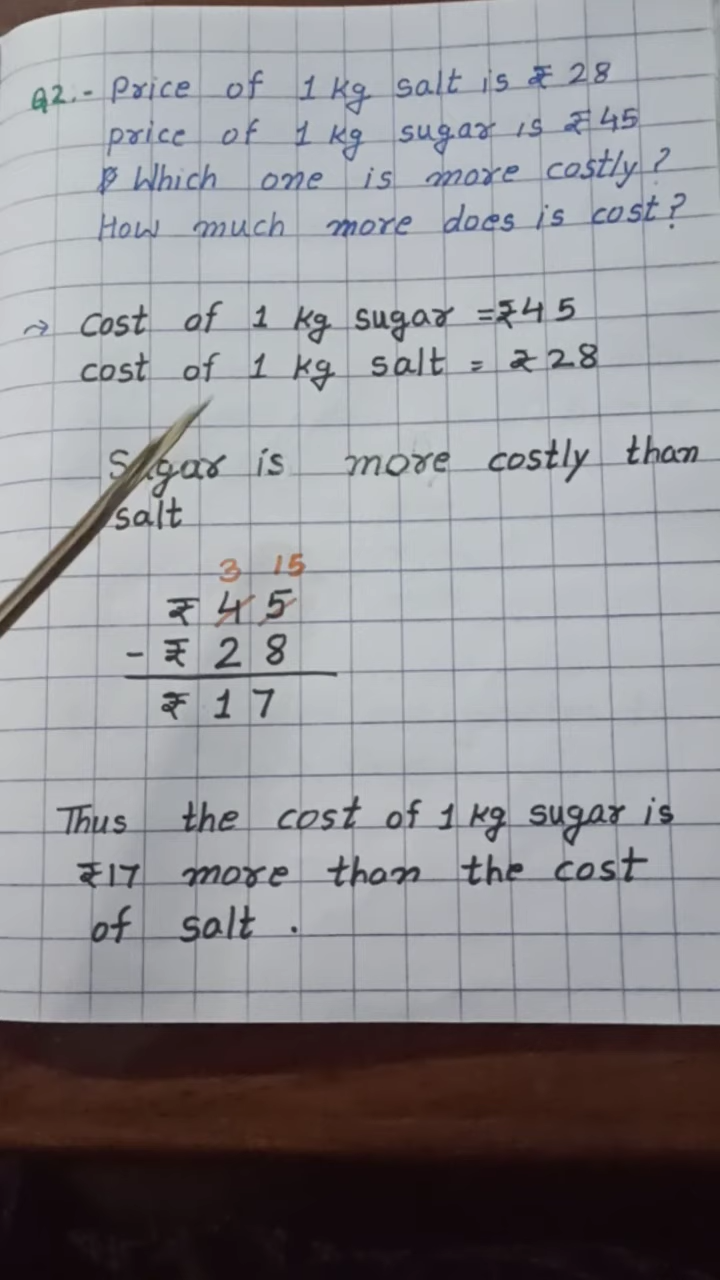 Q2.- Price of 1 kg salt is ₹ 28
price of 1 kg sugar is ₹ 45
Which one is more costly?
How much more does is cost?
→ cost of 1 kg sugar = ₹45
cost of 1 kg salt = ₹ 28
Sugar is more costly than
salt
3 15
₹ 4 5
- ₹ 2 8
₹ 1 7
Thus the cost of 1 kg sugar is
₹17 more than the cost
of salt .